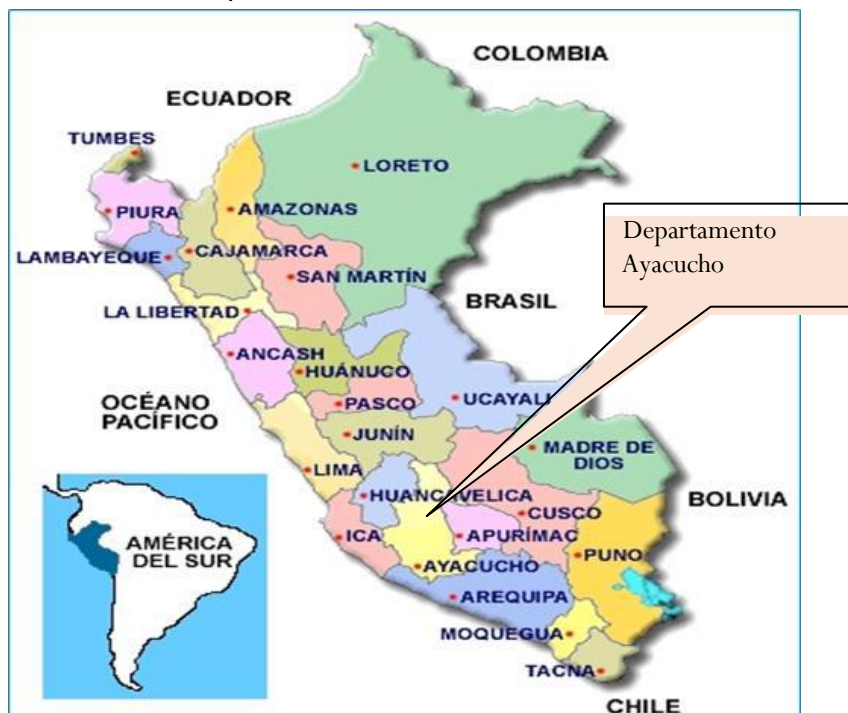 COLOMBIA
ECUADOR
TUMBES
LORETO
PIURA
AMAZONAS
Departamento
Ayacucho
CAJAMARCA
LAMBAYEQUE
SAN MARTÍN
BRASIL
LA LIBERTAD
ANCASH
HUÁNUCO
OCÉANO
PACÍFICO
PASCO
UCAYALI
JUNÍN
MADRE DE
DIOS
LIMA
HUANCAVELICA
BOLIVIA
CUSCO
AMÉRICA
DEL SUR
ICA
APURÍMAC
PUNO
AYACUCHO
AREQUIPA
MOQUEGUA
TACNA
CHILE